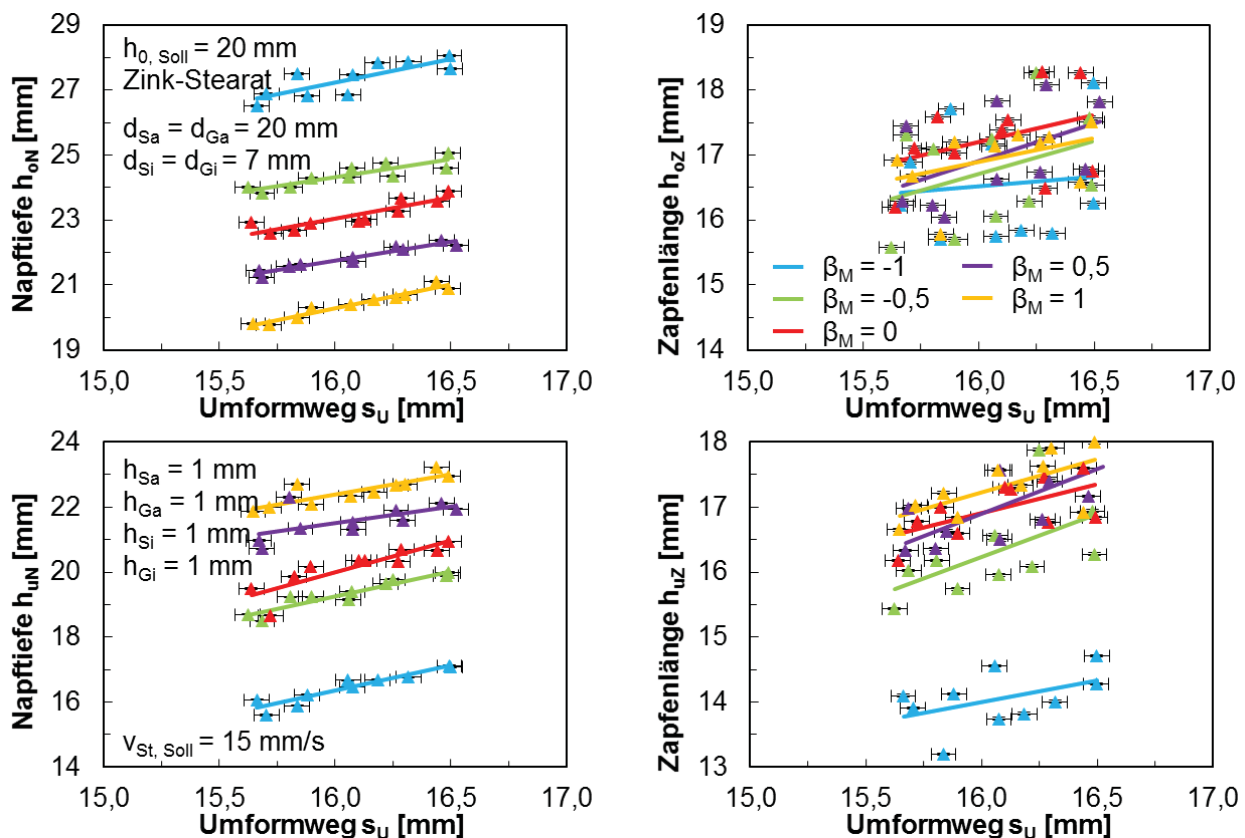 Napftiefe hoN [mm]
29
27
25
23
21
19
h0, Soll = 20 mm
Zink-Stearat
dSa = dGa = 20 mm
dSi = dGi = 7 mm
15,0 15,5 16,0 16,5 17,0
Umformweg sU [mm]
Zapfenlänge hoZ [mm]
19
18
17
16
15
14
βM = -1 βM = 0,5
βM = -0,5 βM = 1
βM = 0
15,0 15,5 16,0 16,5 17,0
Umformweg sU [mm]
Napftiefe huN [mm]
24
22
20
18
16
14
hSa = 1 mm
hGa = 1 mm
hSi = 1 mm
hGi = 1 mm
vSt, Soll = 15 mm/s
15,0 15,5 16,0 16,5 17,0
Umformweg sU [mm]
Zapfenlänge huZ [mm]
18
17
16
15
14
13
15,0 15,5 16,0 16,5 17,0
Umformweg sU [mm]